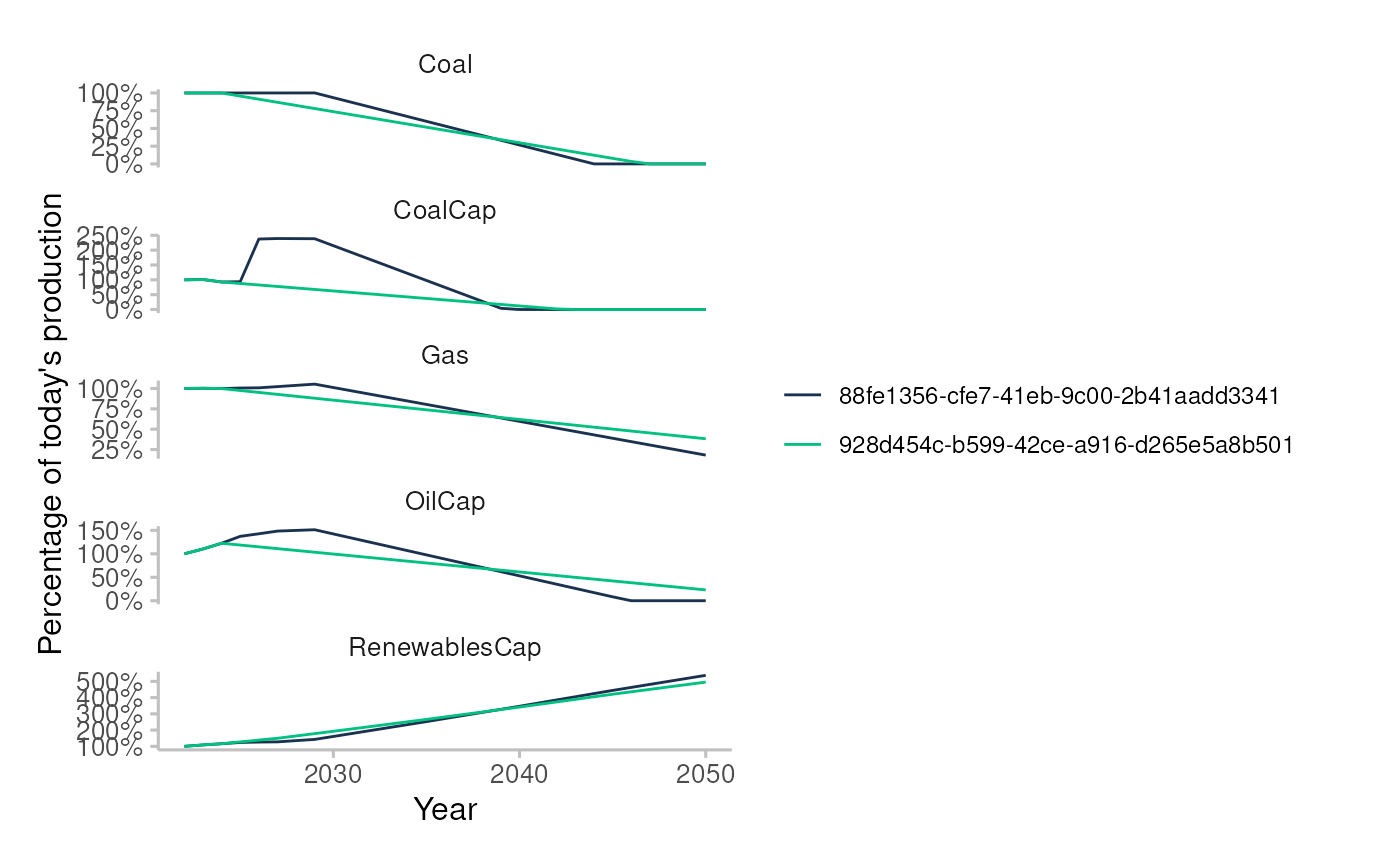 Coal
100%
75%
50%
25%
0%
CoalCap
250%
200%
150%
100%
50%
0%
Gas
100%
75%
50%
25%
OilCap
150%
100%
50%
0%
RenewablesCap
500%
400%
300%
200%
100%
2030 2040 2050
Year
Percentage of today's production
88fe1356-cfe7-41eb-9c00-2b41aadd3341
928d454c-b599-42ce-a916-d265e5a8b501